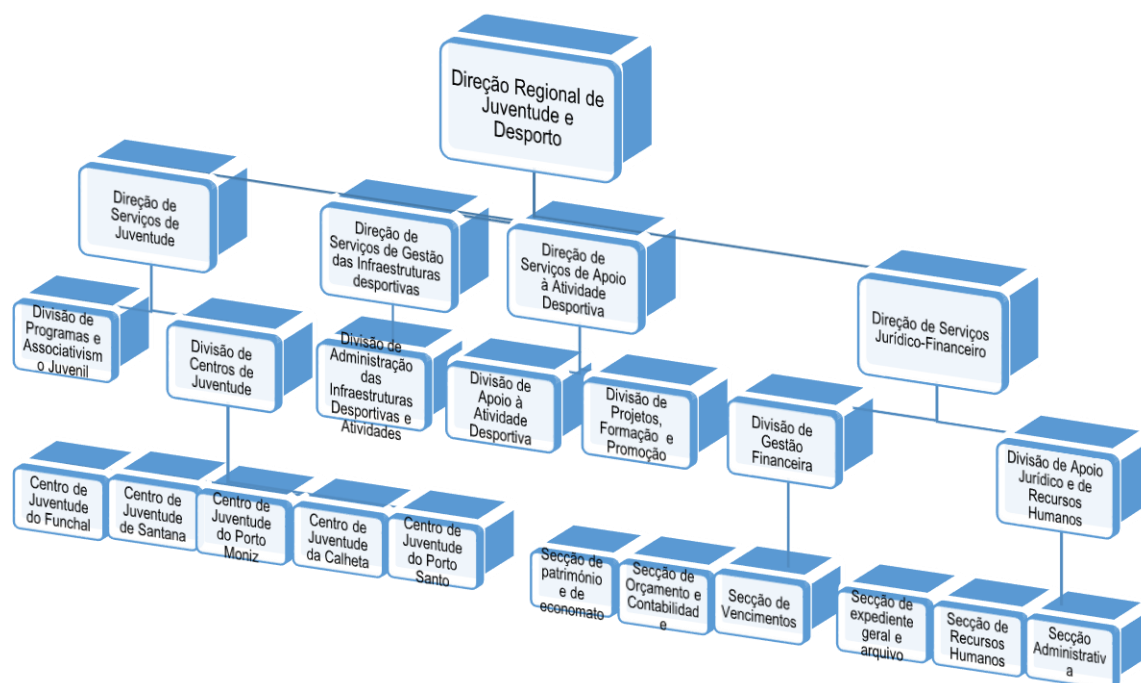 Direção Regional de
Juventude e
Desporto
Direção de
Serviços de
Juventude
Direção de
Serviços de Gestão
das Infraestruturas
desportivas
Direção de
Serviços de Apoio
à Atividade
Desportiva
Direção de Serviços
Jurídico-Financeiro
Divisão de
Programas e
Associativism
o Juvenil
Divisão de
Centros de
Juventude
Divisão de
Administração
das
Infraestruturas
Desportivas e
Atividades
Divisão de
Apoio à
Atividade
Desportiva
Divisão de
Projetos,
Formação e
Promoção
Divisão de
Gestão
Financeira
Divisão de Apoio
Jurídico e de
Recursos
Humanos
Centro de
Juventude
do Funchal
Centro de
Juventude
de Santana
Centro de
Juventude
do Porto
Moniz
Centro de
Juventude
da Calheta
Centro de
Juventude
do Porto
Santo
Secção de
património
e de
economato
Secção de
Orçamento e
Contabilidad
e
Secção de
Vencimentos
Secção de
expediente
geral e
arquivo
Secção de
Recursos
Humanos
Secção
Administrativ
a